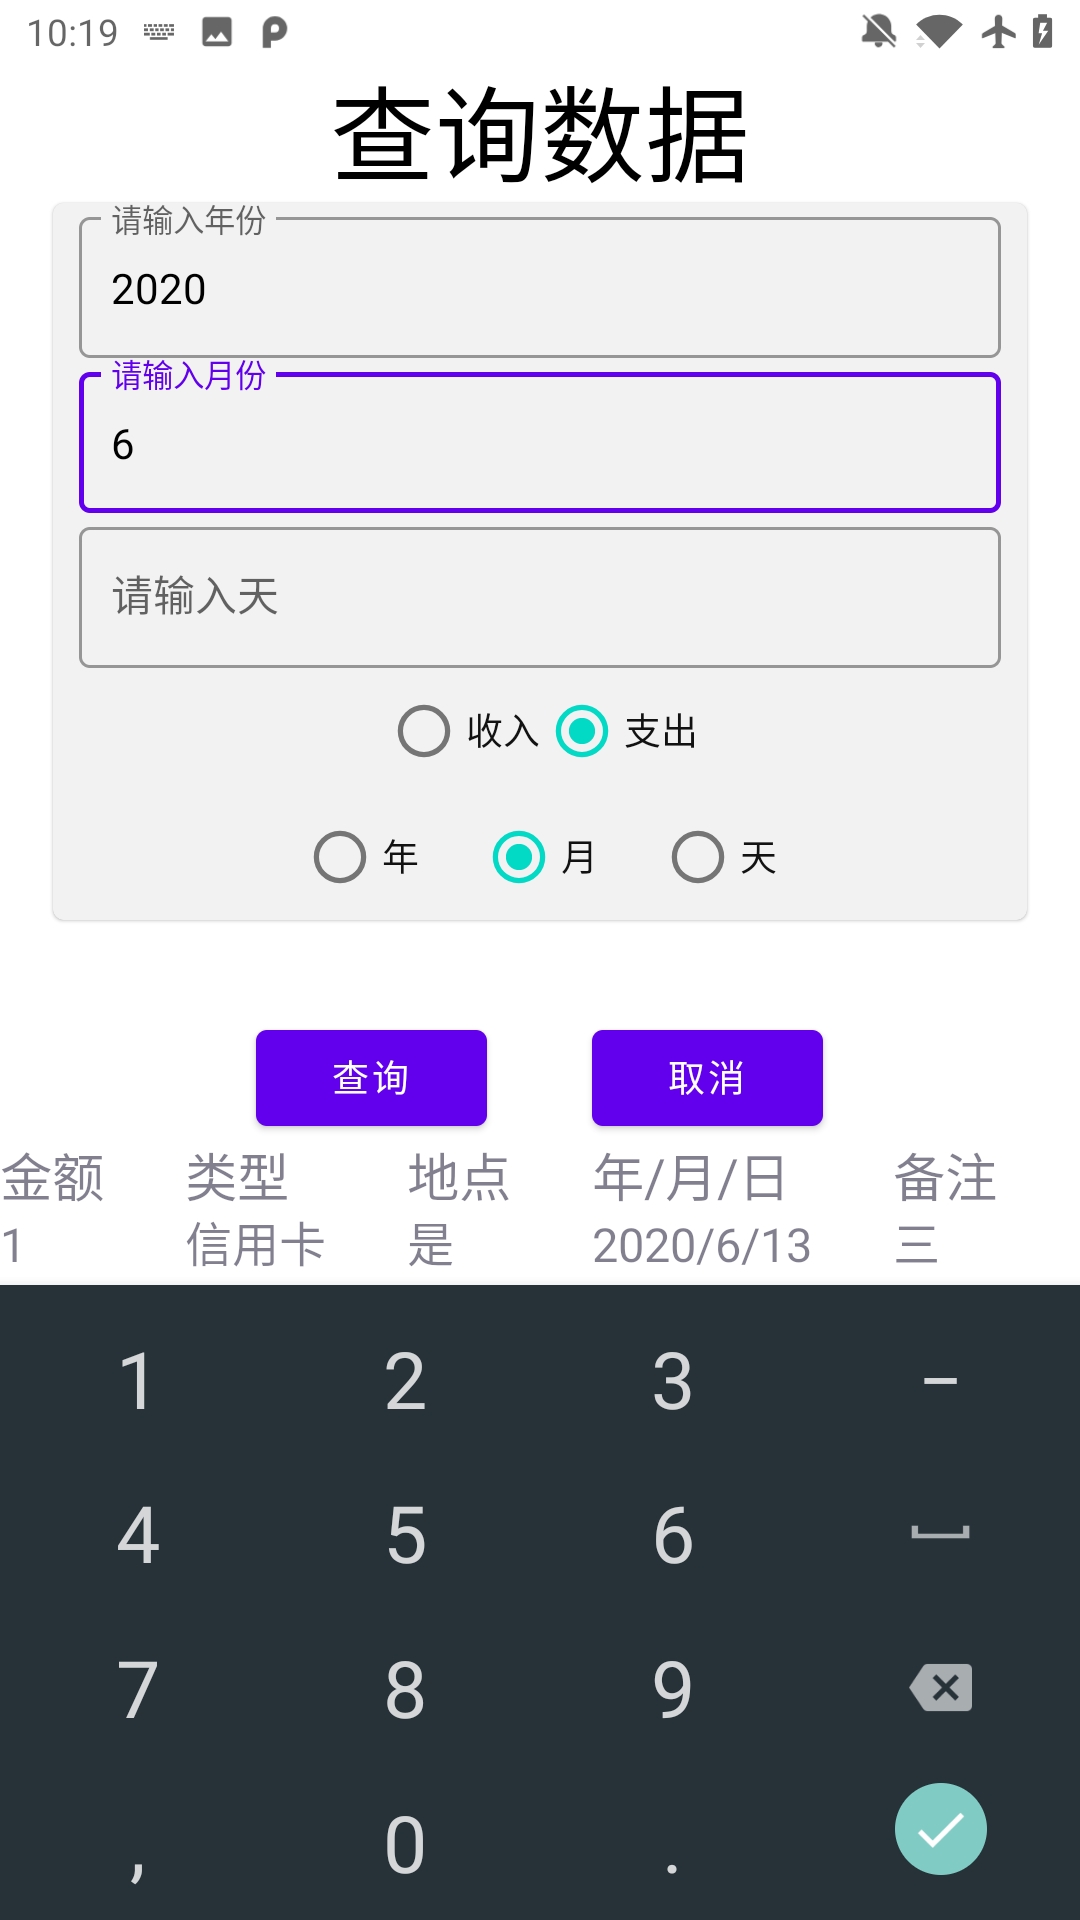 10:19
查询数据
请输入年份
2020
请输入月份
6
请输入天
收入 支出
年 月 天
查询 取消
金额 类型 地点 年/月/日 备注
1 信用卡 是 2020/6/13 三
1 2 3 –
4 5 6
7 8 9
, 0 .